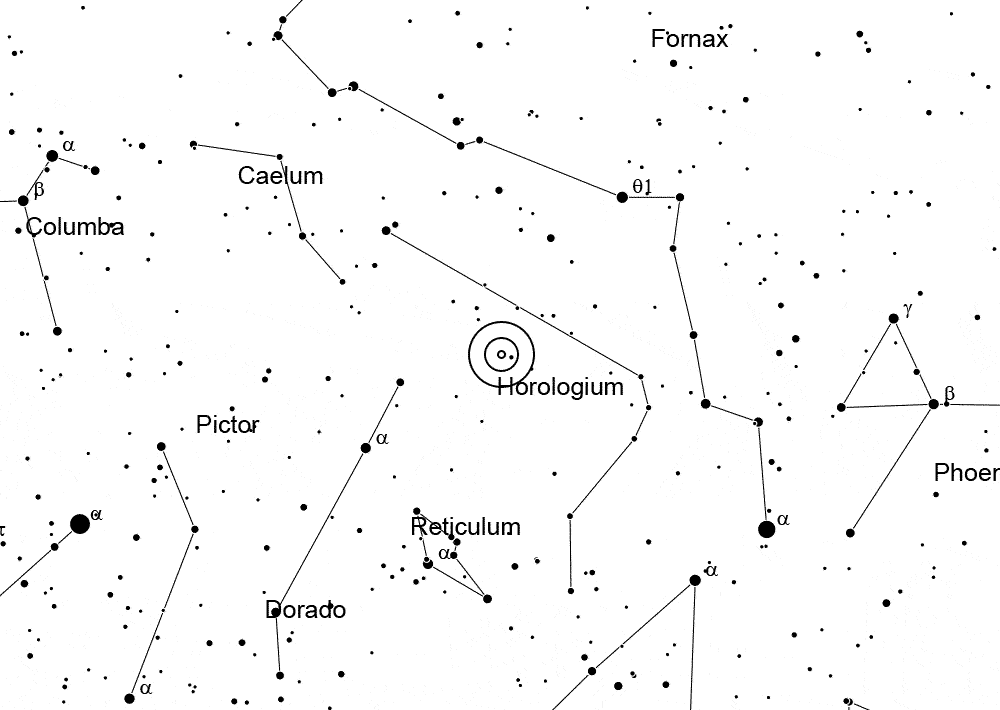 Fornax
α
Caelum
θ1
β
Columba
γ
Horologium
β
Pictor
α
Phoer
α
α
Reticulum
τ
α
α
Dorado
α